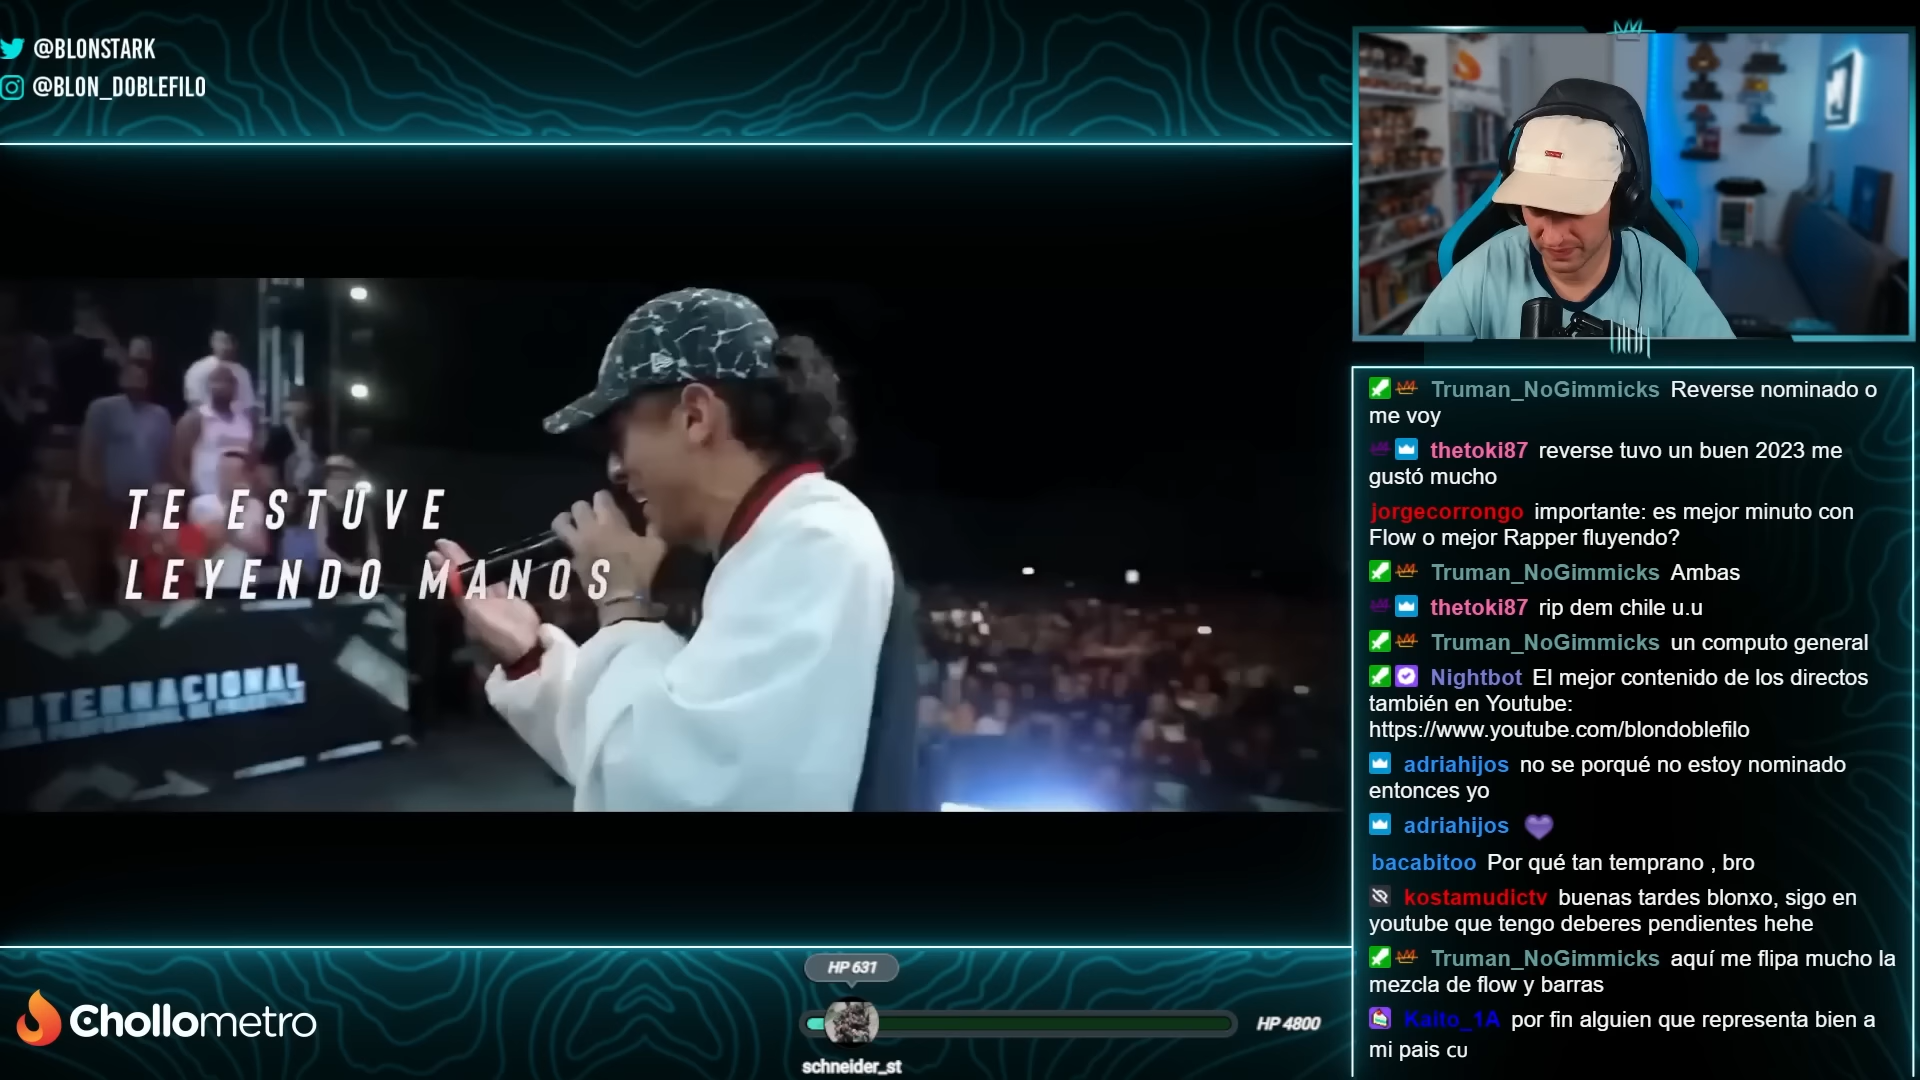 @BLONSTARK
@BLON_DOBLEFILO
TE ESTUVE
LEYENDO MANOS
INTERNACIONAL
Chollometro
HP 631
HP 4800
schneider_st
Truman_NoGimmicks Reverse nominado o
me voy
thetoki87 reverse tuvo un buen 2023 me
gustó mucho
jorgecorrongo importante: es mejor minuto con
Flow o mejor Rapper fluyendo?
Truman_NoGimmicks Ambas
thetoki87 rip dem chile u.u
Truman_NoGimmicks un computo general
Nightbot El mejor contenido de los directos
también en Youtube:
https://www.youtube.com/blondoblefilo
adriahijos no se porqué no estoy nominado
entonces yo
adriahijos
bacabitoo Por qué tan temprano , bro
kostamudictv buenas tardes blonxo, sigo en
youtube que tengo deberes pendientes hehe
Truman_NoGimmicks aquí me flipa mucho la
mezcla de flow y barras
Kaito_1A por fin alguien que representa bien a
mi pais cu